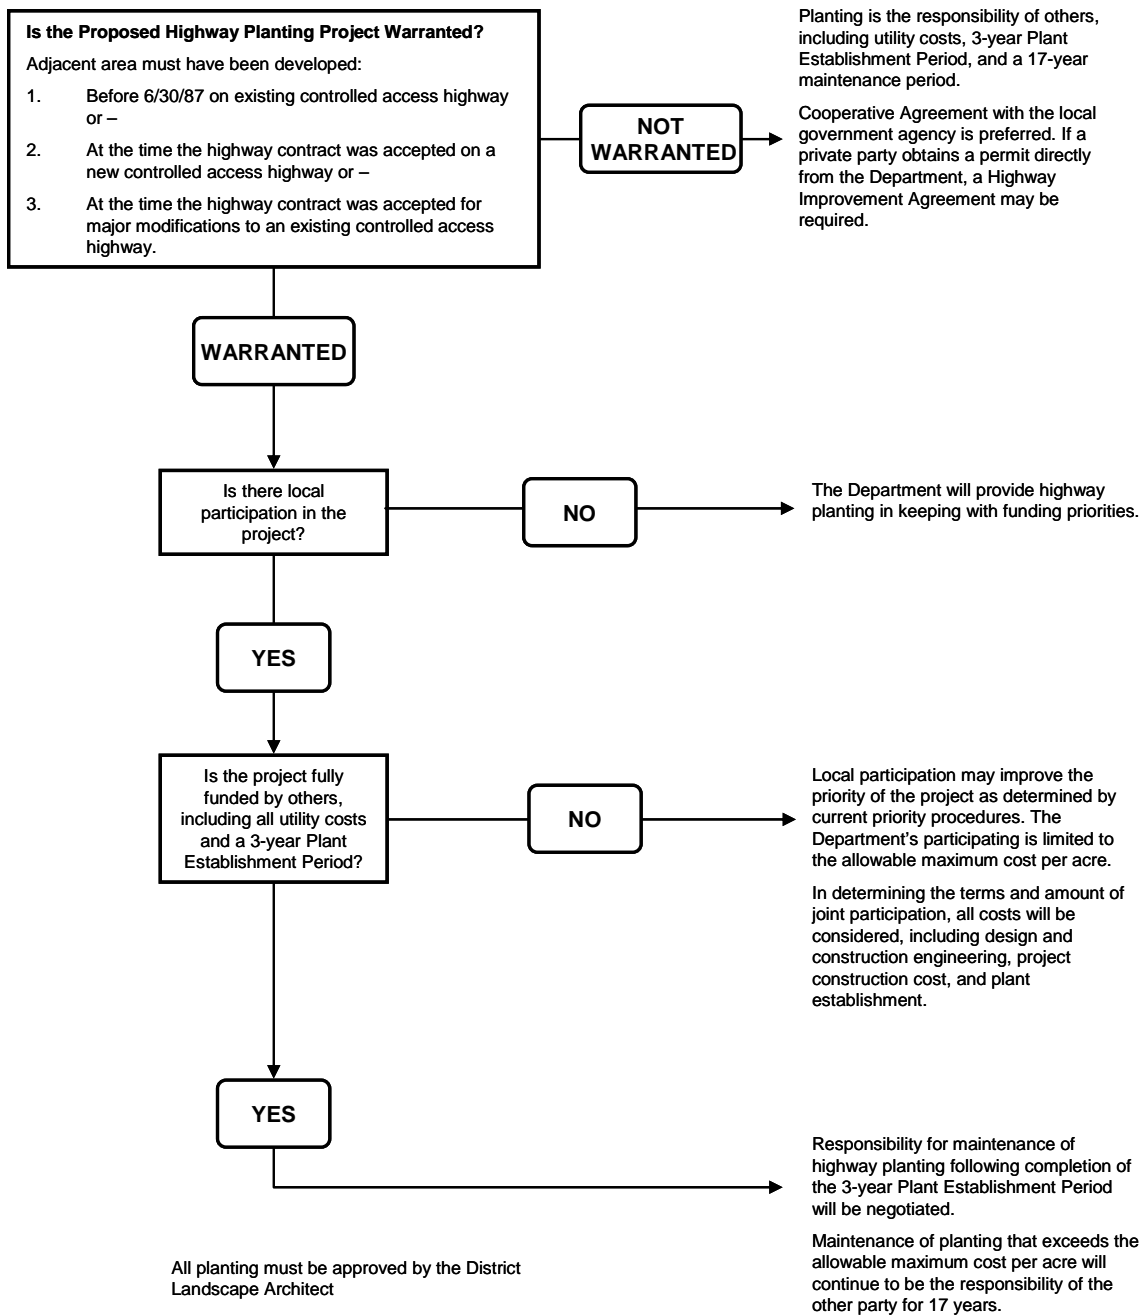 Is the Proposed Highway Planting Project Warranted?
Adjacent area must have been developed:
1. Before 6/30/87 on existing controlled access highway
or –
2. At the time the highway contract was accepted on a
new controlled access highway or –
3. At the time the highway contract was accepted for
major modifications to an existing controlled access
highway.
NOT
WARRANTED
Planting is the responsibility of others,
including utility costs, 3-year Plant
Establishment Period, and a 17-year
maintenance period.
Cooperative Agreement with the local
government agency is preferred. If a
private party obtains a permit directly
from the Department, a Highway
Improvement Agreement may be
required.
WARRANTED
Is there local
participation in the
project?
NO
The Department will provide highway
planting in keeping with funding priorities.
YES
Is the project fully
funded by others,
including all utility costs
and a 3-year Plant
Establishment Period?
NO
Local participation may improve the
priority of the project as determined by
current priority procedures. The
Department's participating is limited to
the allowable maximum cost per acre.
In determining the terms and amount of
joint participation, all costs will be
considered, including design and
construction engineering, project
construction cost, and plant
establishment.
YES
Responsibility for maintenance of
highway planting following completion of
the 3-year Plant Establishment Period
will be negotiated.
Maintenance of planting that exceeds the
allowable maximum cost per acre will
continue to be the responsibility of the
other party for 17 years.
All planting must be approved by the District
Landscape Architect